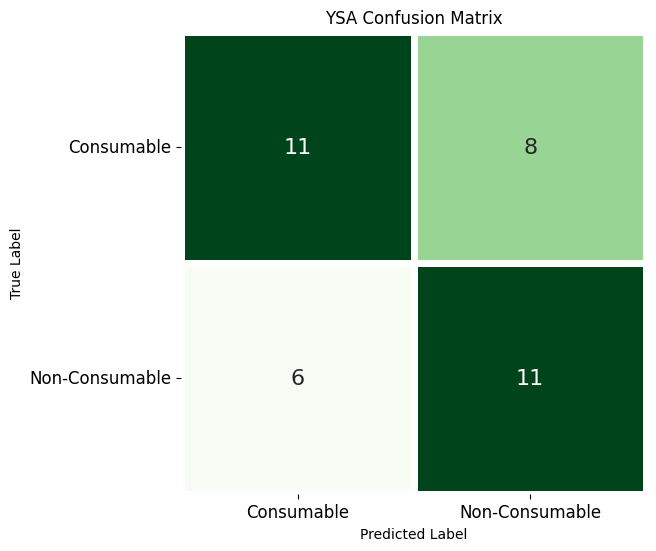 YSA Confusion Matrix
True Label
Consumable
11
8
Non-Consumable
6
11
Consumable
Non-Consumable
Predicted Label